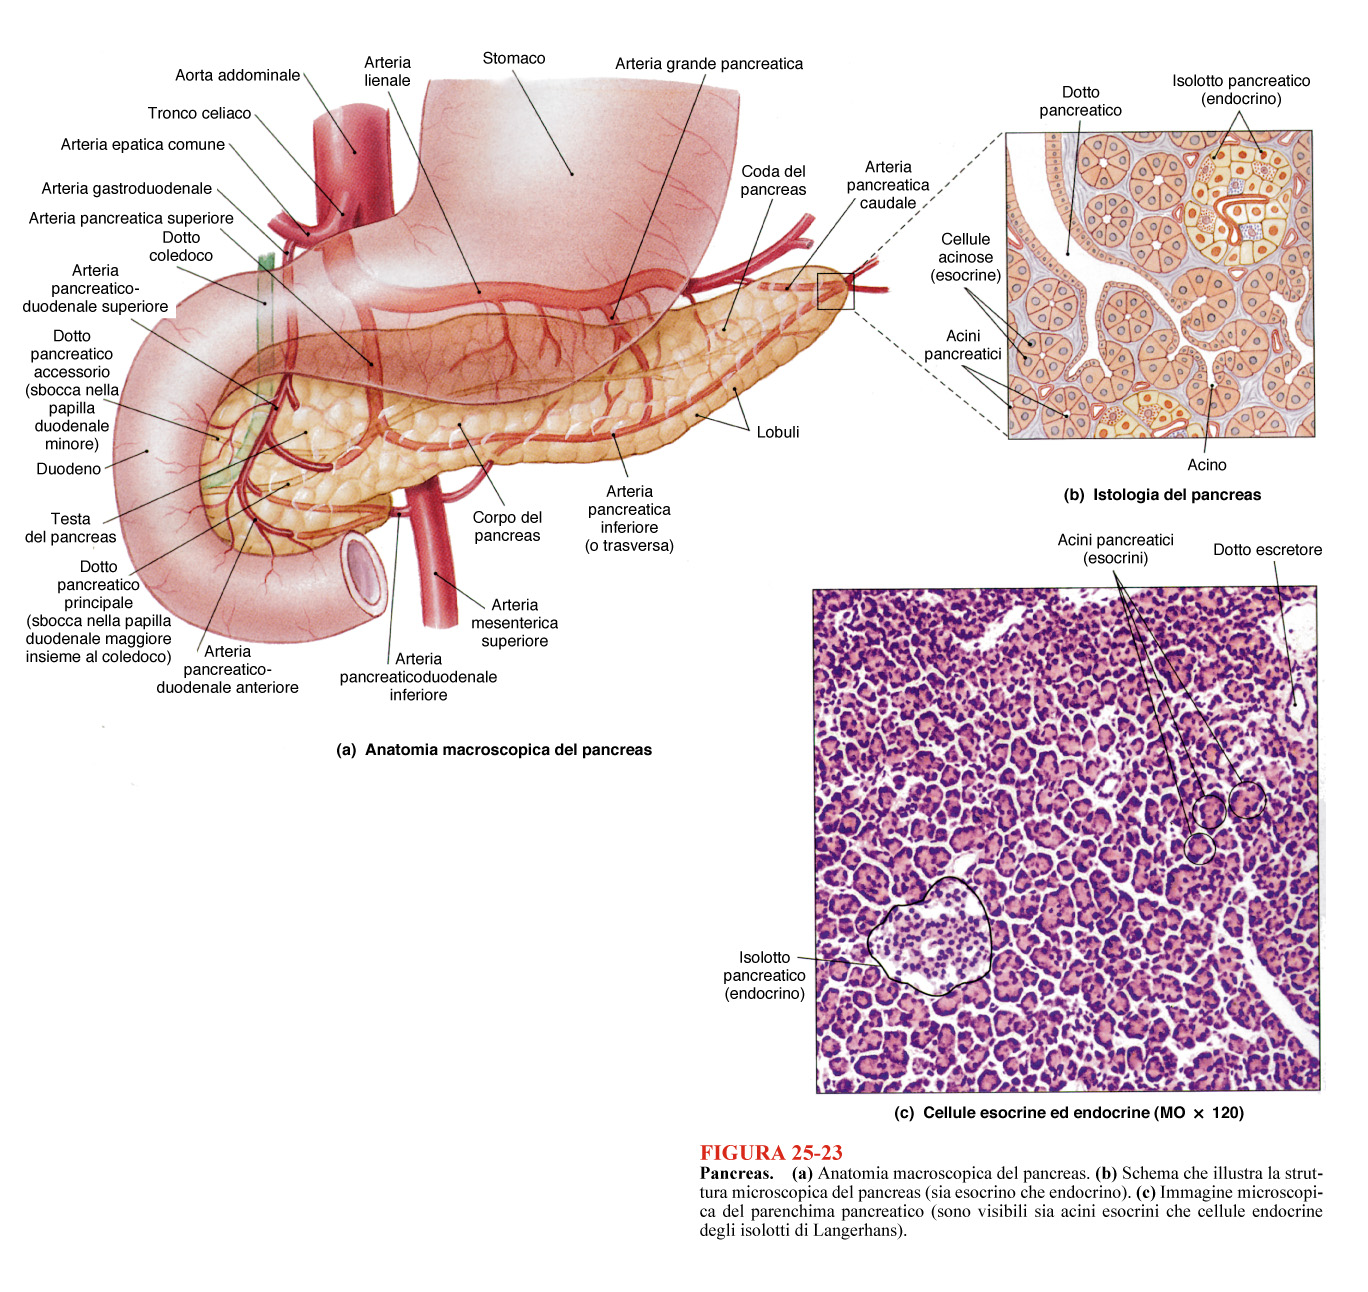 Aorta addominale
Arteria
lienale
Stomaco
Arteria grande pancreatica
Tronco celiaco
Arteria epatica comune
Arteria gastroduodenale
Arteria pancreatica superiore
Dotto
coledoco
Arteria
pancreatico-
duodenale superiore
Dotto
pancreatico
accessorio
(sbocca nella
papilla
duodenale
minore)
Duodeno
Testa
del pancreas
Dotto
pancreatico
principale
(sbocca nella papilla
duodenale maggiore
insieme al coledoco)
Arteria
pancreatico-
duodenale anteriore
Arteria
pancreaticoduodenale
inferiore
Arteria
mesenterica
superiore
Corpo del
pancreas
Arteria
pancreatica
inferiore
(o trasversa)
Lobuli
Coda del
pancreas
Arteria
pancreatica
caudale
(a) Anatomia macroscopica del pancreas
Dotto
pancreatico
Isolotto pancreatico
(endocrino)
Cellule
acinose
(esocrine)
Acini
pancreatici
Acino
(b) Istologia del pancreas
Acini pancreatici
(esocrini)
Dotto escretore
Isolotto
pancreatico
(endocrino)
(c) Cellule esocrine ed endocrine (MO × 120)
FIGURA 25-23
Pancreas. (a) Anatomia macroscopica del pancreas. (b) Schema che illustra la strut-
tura microscopica del pancreas (sia esocrino che endocrino). (c) Immagine microscopi-
ca del parenchima pancreatico (sono visibili sia acini esocrini che cellule endocrine
degli isolotti di Langerhans).